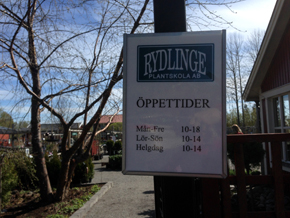 RYDLINGE
PLANTSKOLA AB
ÖPPETTIDER
Mån-Fre 10-18
Lör-Sön 10-14
Helgdag 10-14